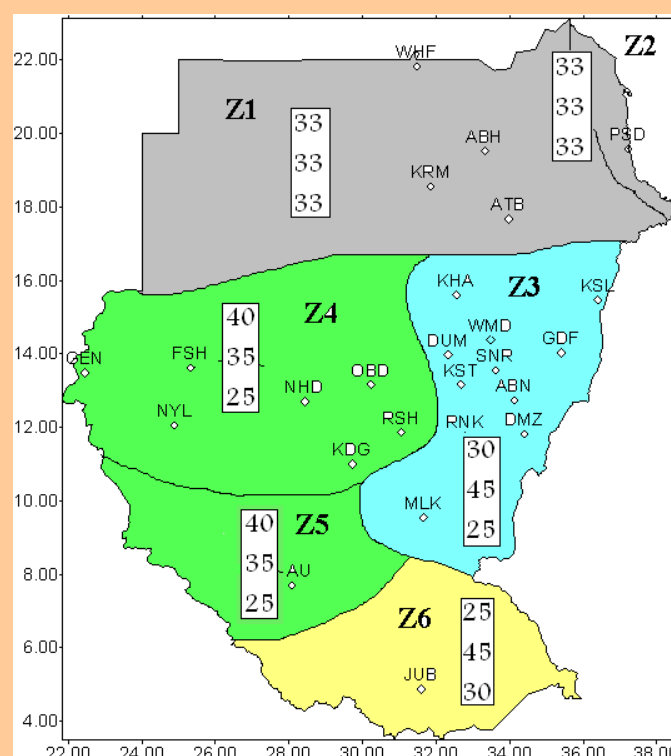 22.00
20.00
18.00
16.00
14.00
12.00
10.00
8.00
6.00
4.00
WHF
Z2
Z1
33
33
33
33
33
33
PSD
ABH
KRM
ATB
KHA
Z3
KSL
40
35
25
Z4
WMD
DUM
GDF
SNR
GEN
FSH
NHD
OBD
KST
ABN
NYL
RSH
RNK
DMZ
KDG
30
45
25
MLK
40
35
25
Z5
AU
Z6
25
45
30
JUB
22.00 24.00 26.00 28.00 30.00 32.00 34.00 36.00 38.0